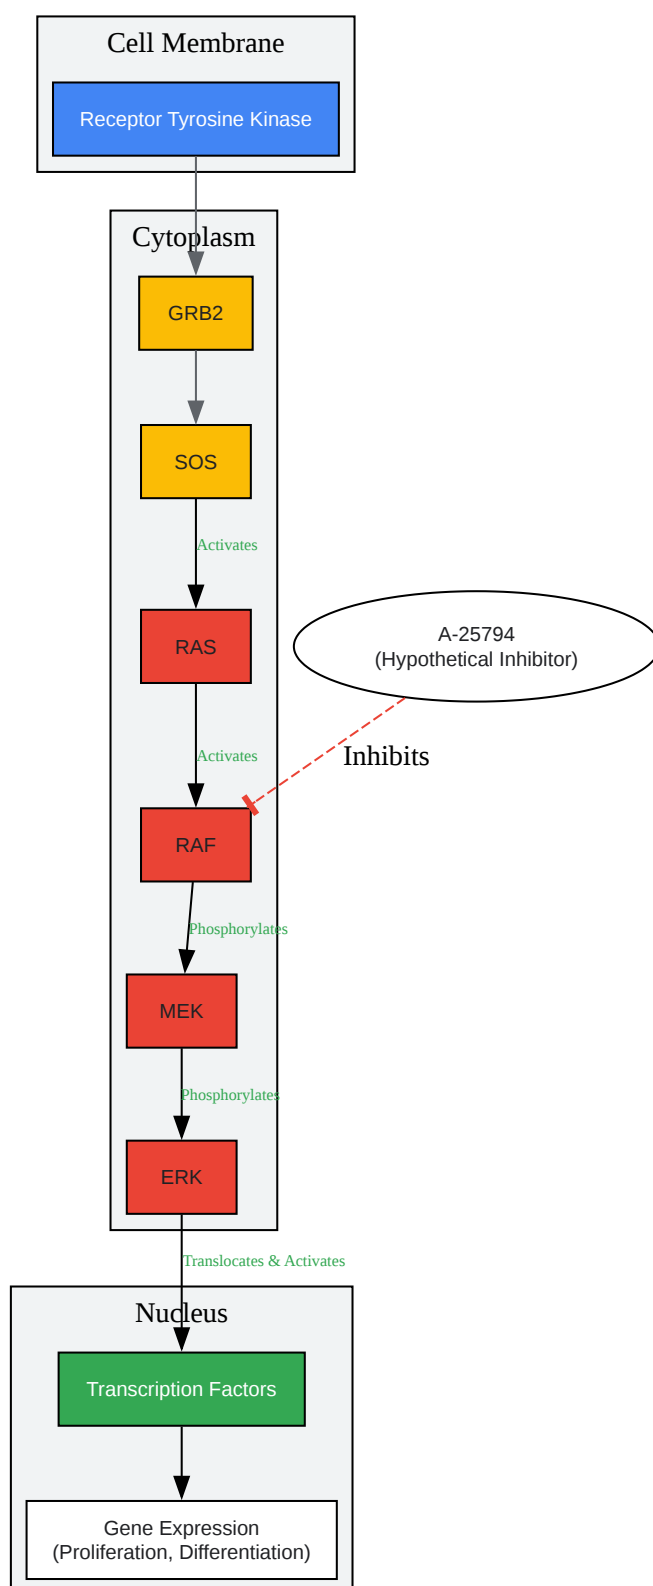 Cell Membrane
Receptor Tyrosine Kinase
Cytoplasm
GRB2
SOS
Activates
RAS
A-25794
(Hypothetical Inhibitor)
Activates
Inhibits
RAF
Phosphorylates
MEK
Phosphorylates
ERK
Translocates & Activates
Nucleus
Transcription Factors
Gene Expression
(Proliferation, Differentiation)